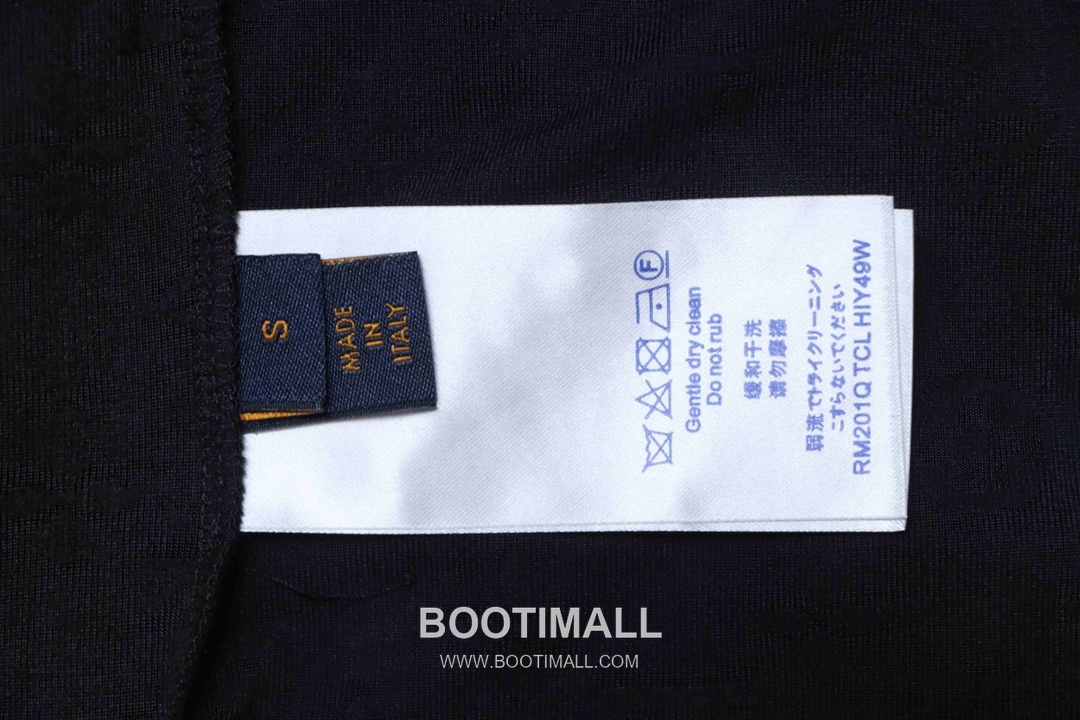 S
MADE
IN
ITALY
Gentle dry clean
Do not rub
缓和干洗
请勿摩擦
弱流でドライクリーニング
こすらないでください
RM201Q TCL HIY49W
BOOTIMALL
WWW.BOOTIMALL.COM